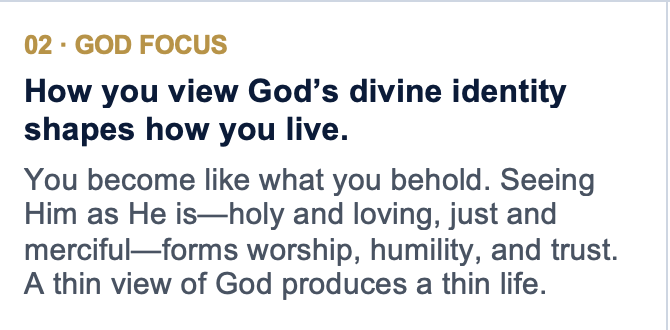 02 · GOD FOCUS
How you view God’s divine identity
shapes how you live.
You become like what you behold. Seeing
Him as He is—holy and loving, just and
merciful—forms worship, humility, and trust.
A thin view of God produces a thin life.